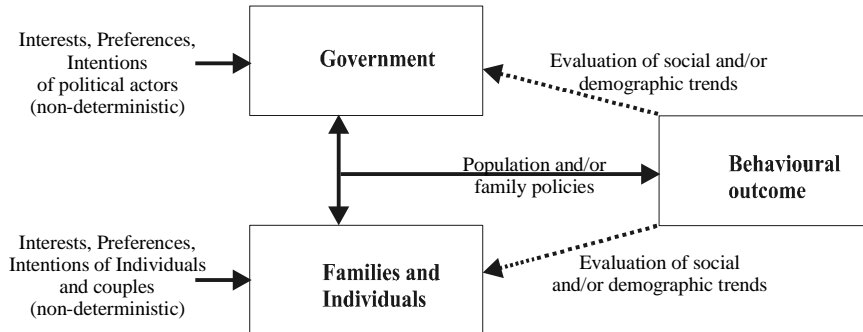 Interests, Preferences,
Intentions
of political actors
(non-deterministic)
Government
Evaluation of social and/or
demographic trends
Population and/or
family policies
Behavioural
outcome
Interests, Preferences,
Intentions of Individuals
and couples
(non-deterministic)
Families and
Individuals
Evaluation of social
and/or demographic trends